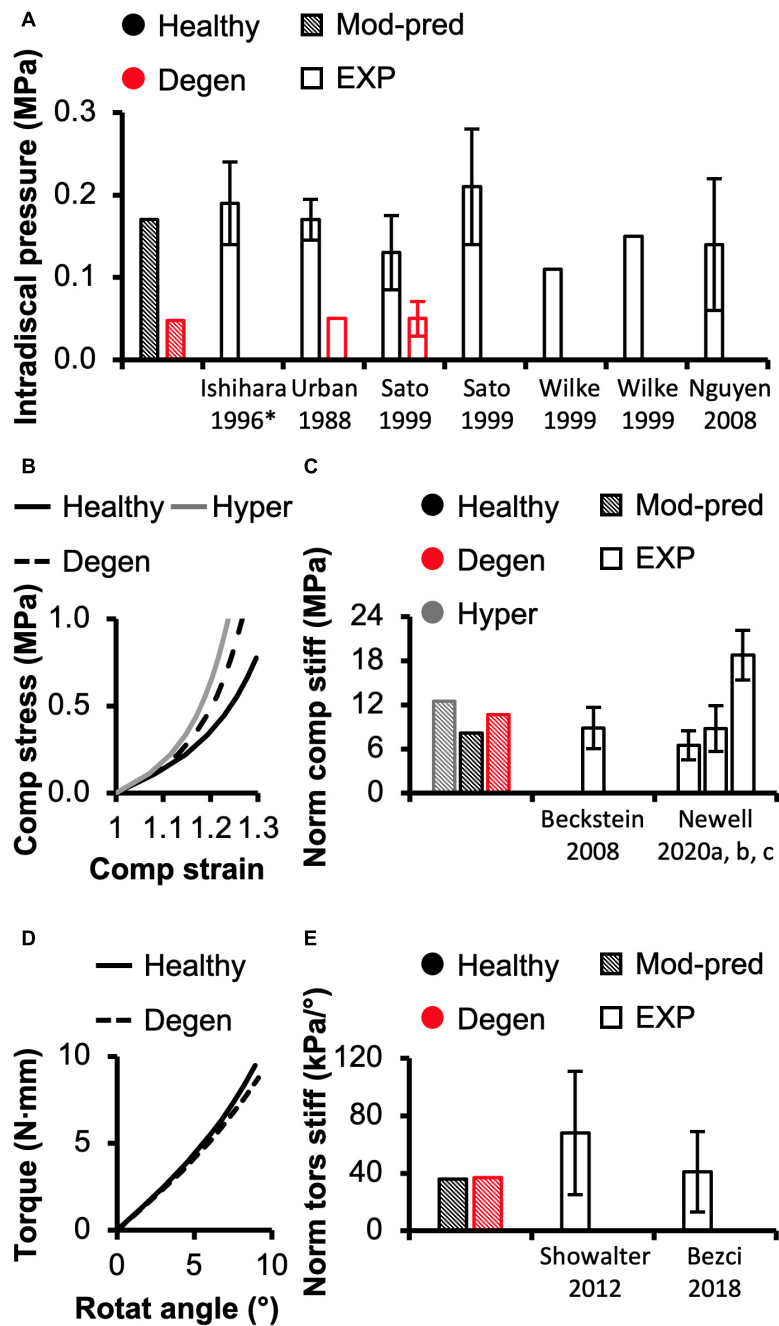 A
Healthy
Mod-pred
Degen
EXP
Intradiscal pressure (MPa)
0.3
0.2
0.1
0.0
Ishihara
1996*
Urban
1988
Sato
1999
Sato
1999
Wilke
1999
Wilke
1999
Nguyen
2008
B
Healthy
Hyper
Degen
Comp stress (MPa)
1.0
0.5
0.0
1
1.1
1.2
1.3
Comp strain
C
Healthy
Mod-pred
Degen
EXP
Hyper
Norm comp stiff (MPa)
24
18
12
6
0
Beckstein
2008
Newell
2020a, b, c
D
Healthy
Degen
Torque (N·mm)
10
5
0
0
5
10
Rotat angle (°)
E
Healthy
Mod-pred
Degen
EXP
Norm tors stiff (kPa/°)
120
80
40
0
Showalter
2012
Bezci
2018